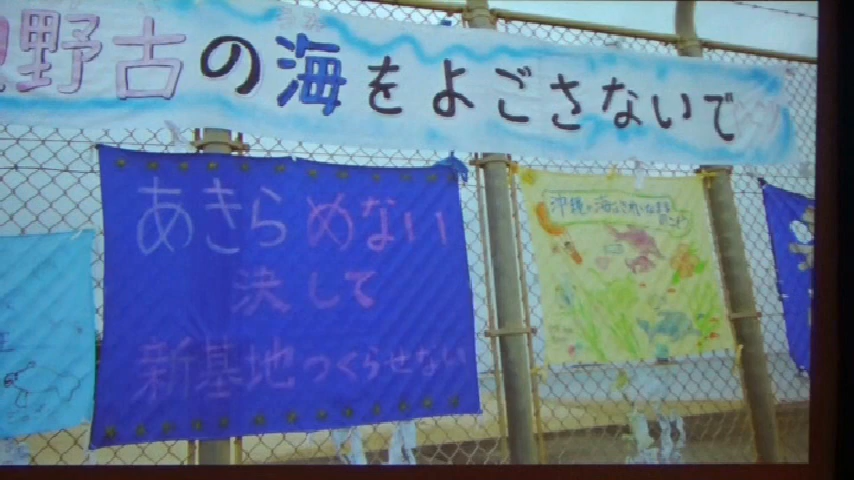 野古の海をよごさないで
あきらめない
決して
新基地つくらせない
沖縄の海